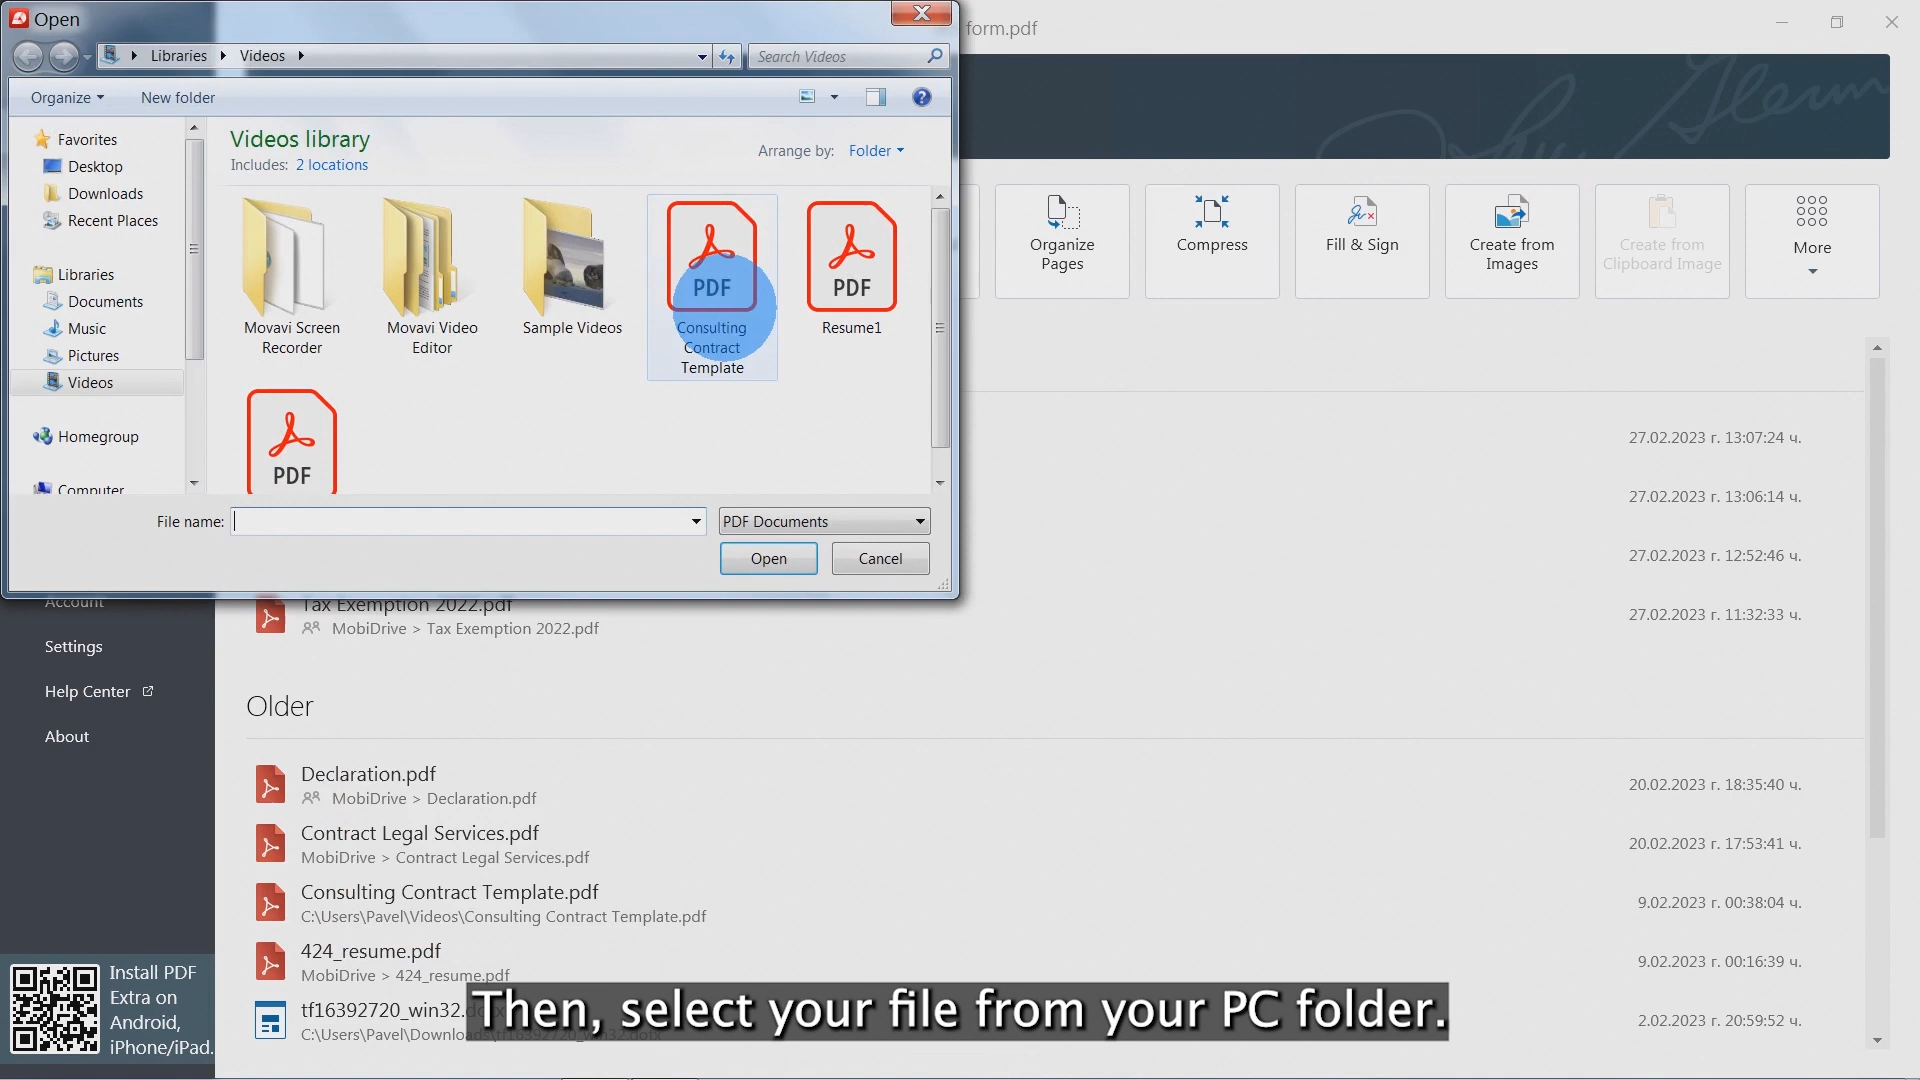 Open
form.pdf
Libraries
Videos
Search Videos
Organize
New folder
Favorites
Desktop
Downloads
Recent Places
Libraries
Documents
Music
Pictures
Videos
Homegroup
Computer
Videos library
Includes: 2 locations
Arrange by: Folder
Movavi Screen
Recorder
Movavi Video
Editor
Sample Videos
PDF
Consulting
Contract
Template
PDF
Resume1
PDF
File name:
PDF Documents
Open
Cancel
Organize
Pages
Compress
Fill & Sign
Create from
Images
Create from
Clipboard Image
More
27.02.2023 г. 13:07:24 ч.
27.02.2023 г. 13:06:14 ч.
27.02.2023 г. 12:52:46 ч.
Tax Exemption 2022.pdf
MobiDrive > Tax Exemption 2022.pdf
27.02.2023 г. 11:32:33 ч.
Account
Settings
Help Center
About
Older
Declaration.pdf
MobiDrive > Declaration.pdf
20.02.2023 г. 18:35:40 ч.
Contract Legal Services.pdf
MobiDrive > Contract Legal Services.pdf
20.02.2023 г. 17:53:41 ч.
Consulting Contract Template.pdf
C:\Users\Pavel\Videos\Consulting Contract Template.pdf
9.02.2023 г. 00:38:04 ч.
424_resume.pdf
MobiDrive > 424_resume.pdf
9.02.2023 г. 00:16:39 ч.
tf16392720_win32.dotx
C:\Users\Pavel\Downloads\tf16392720_win32.dotx
2.02.2023 г. 20:59:52 ч.
Install PDF
Extra on
Android,
iPhone/iPad.
Then, select your file from your PC folder.